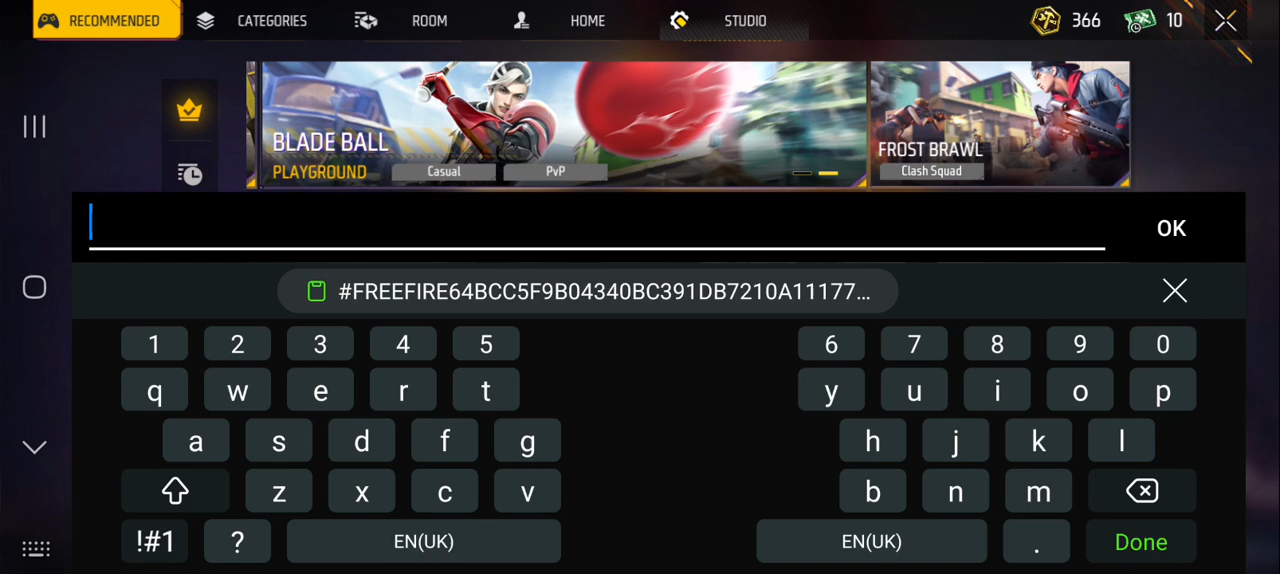 RECOMMENDED CATEGORIES ROOM HOME STUDIO 366 10
BLADE BALL
PLAYGROUND Casual PvP
FROST BRAWL
Clash Squad
OK
#FREEFIRE64BCC5F9B04340BC391DB7210A11177...
1 2 3 4 5 6 7 8 9 0
q w e r t y u i o p
a s d f g h j k l
z x c v b n m
!#1 ? EN(UK) EN(UK) . Done